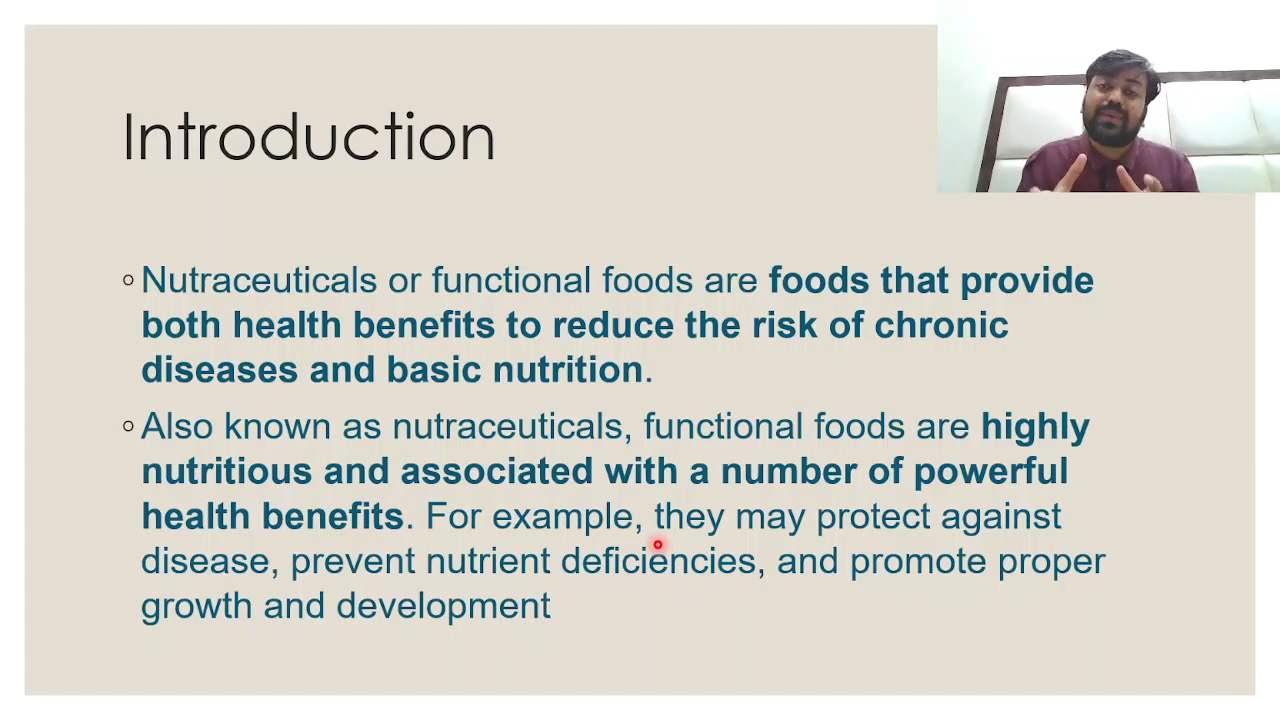 Introduction
◦Nutraceuticals or functional foods are foods that provide
both health benefits to reduce the risk of chronic
diseases and basic nutrition.
◦Also known as nutraceuticals, functional foods are highly
nutritious and associated with a number of powerful
health benefits. For example, they may protect against
disease, prevent nutrient deficiencies, and promote proper
growth and development